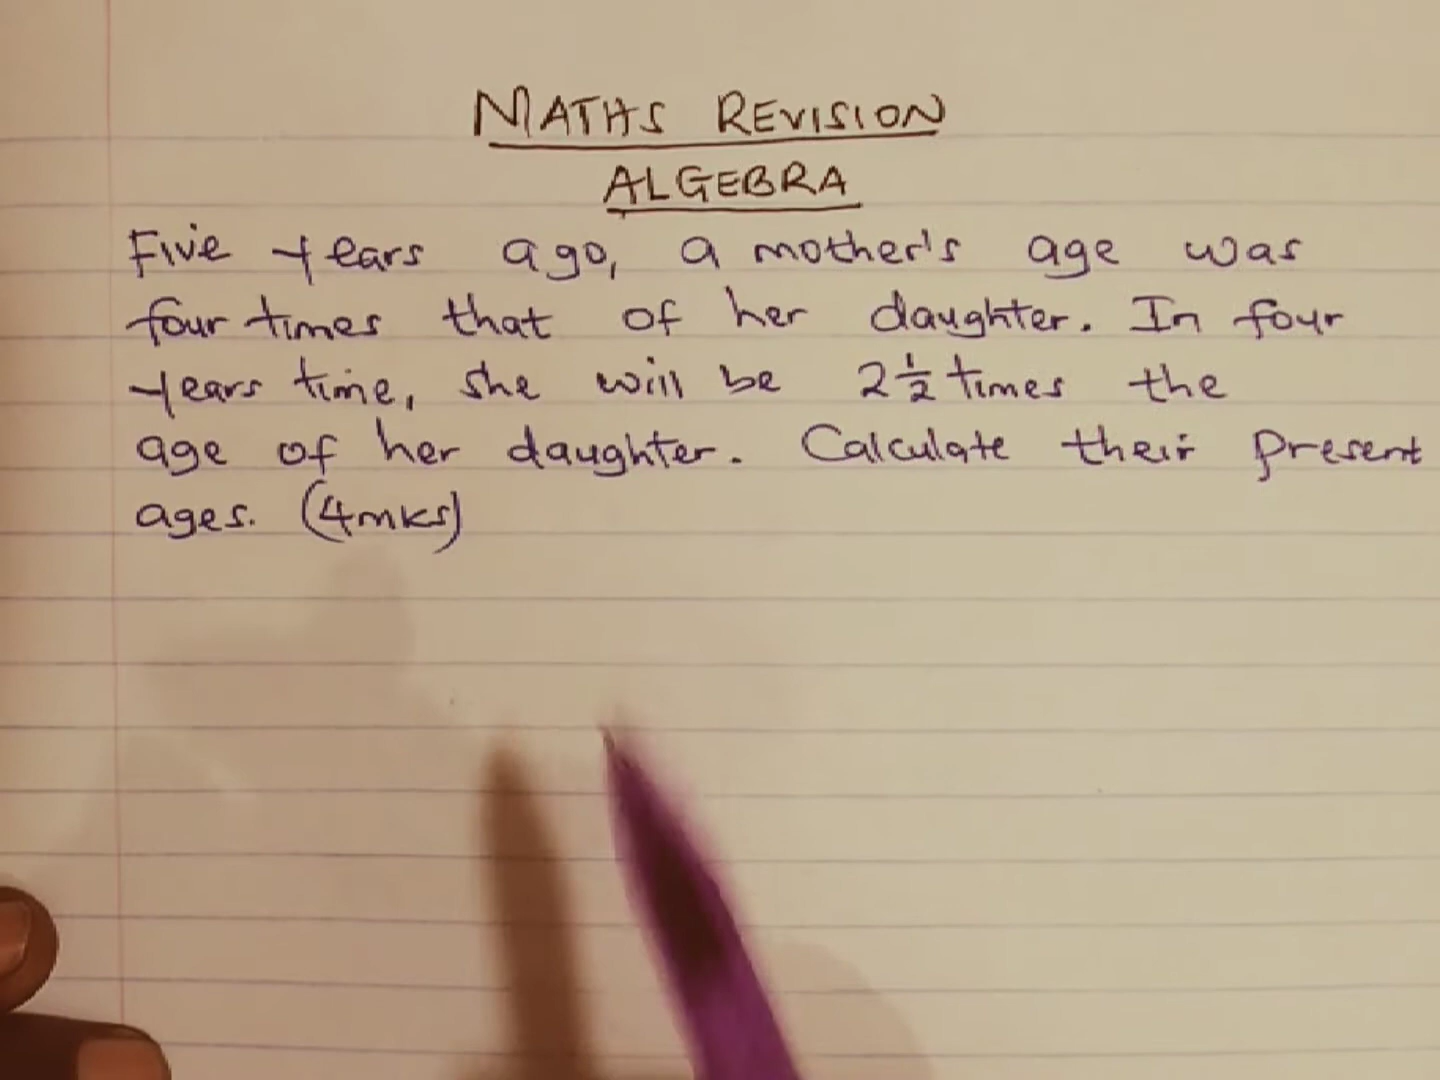 MATHS REVISION
ALGEBRA
Five years ago, a mother's age was
four times that of her daughter. In four
years time, she will be 2½ times the
age of her daughter. Calculate their present
ages. (4mks)